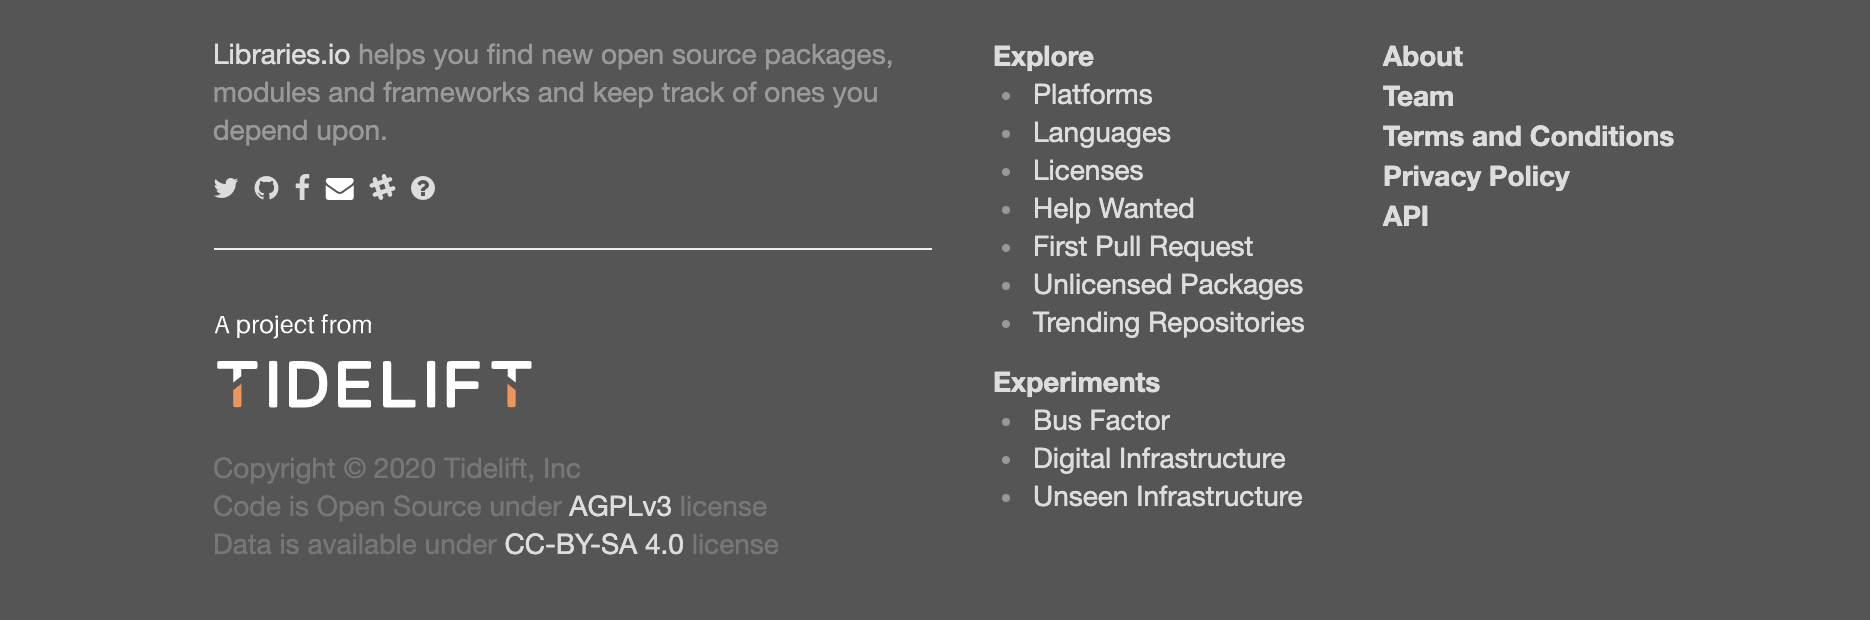 Libraries.io helps you find new open source packages,
modules and frameworks and keep track of ones you
depend upon.
A project from
TIDELIFT
Copyright © 2020 Tidelift, Inc
Code is Open Source under AGPLv3 license
Data is available under CC-BY-SA 4.0 license
Explore
Platforms
Languages
Licenses
Help Wanted
First Pull Request
Unlicensed Packages
Trending Repositories
Experiments
Bus Factor
Digital Infrastructure
Unseen Infrastructure
About
Team
Terms and Conditions
Privacy Policy
API